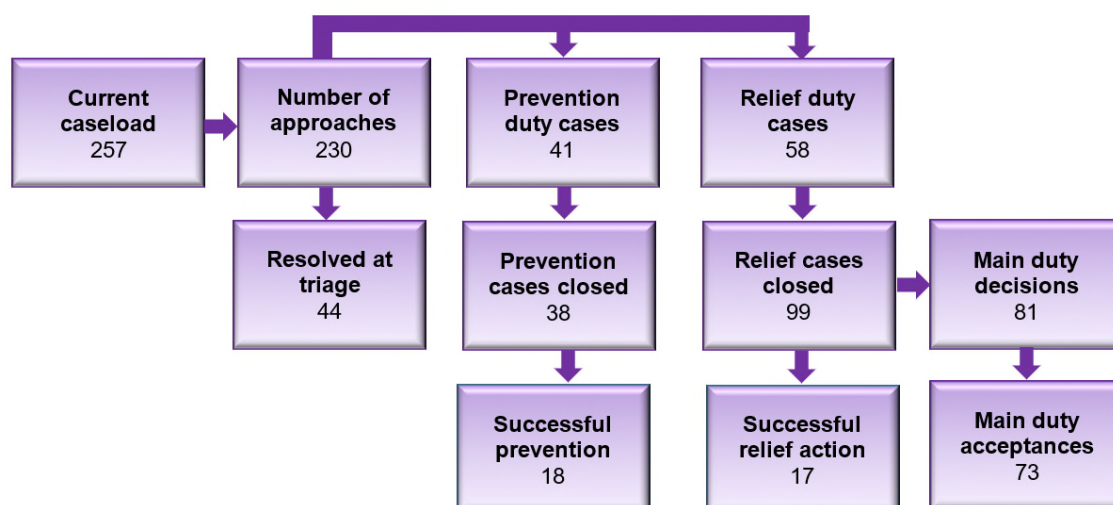 Current
caseload
257
Number of
approaches
230
Prevention
duty cases
41
Relief duty
cases
58
Resolved at
triage
44
Prevention
cases closed
38
Relief cases
closed
99
Main duty
decisions
81
Successful
prevention
18
Successful
relief action
17
Main duty
acceptances
73